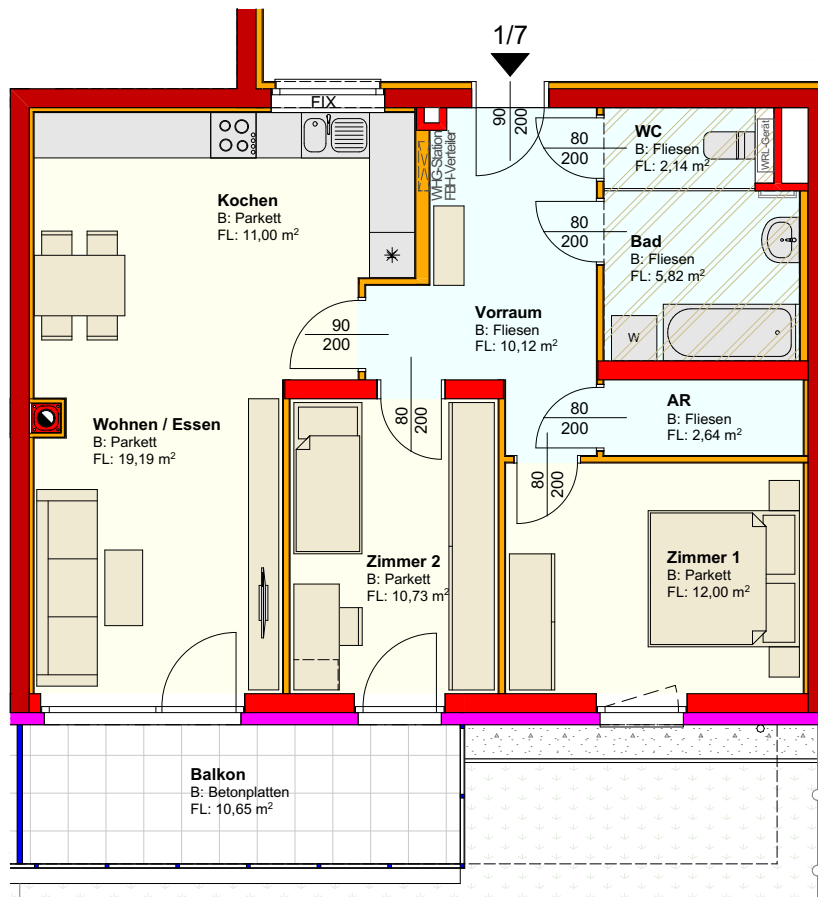 1/7
FIX
90
200
80
200
WC
B: Fliesen
FL: 2,14 m²
WRL-Gerät
WHG-Station
FBH-Verteiler
Kochen
B: Parkett
FL: 11,00 m²
80
200
Bad
B: Fliesen
FL: 5,82 m²
Vorraum
B: Fliesen
FL: 10,12 m²
90
200
W
80
200
Wohnen / Essen
B: Parkett
FL: 19,19 m²
80
200
AR
B: Fliesen
FL: 2,64 m²
80
200
Zimmer 2
B: Parkett
FL: 10,73 m²
Zimmer 1
B: Parkett
FL: 12,00 m²
Balkon
B: Betonplatten
FL: 10,65 m²